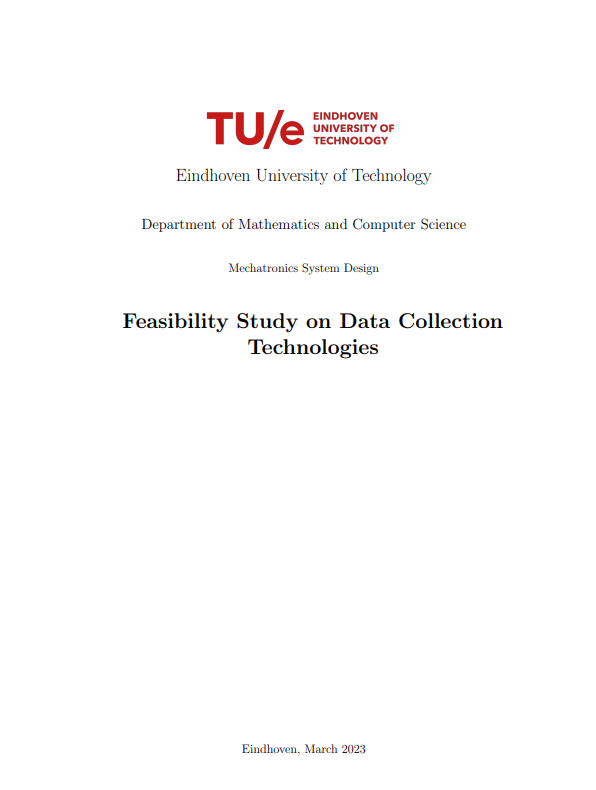 TU/e
EINDHOVEN
UNIVERSITY OF
TECHNOLOGY
Eindhoven University of Technology
Department of Mathematics and Computer Science
Mechatronics System Design
Feasibility Study on Data Collection
Technologies
Eindhoven, March 2023